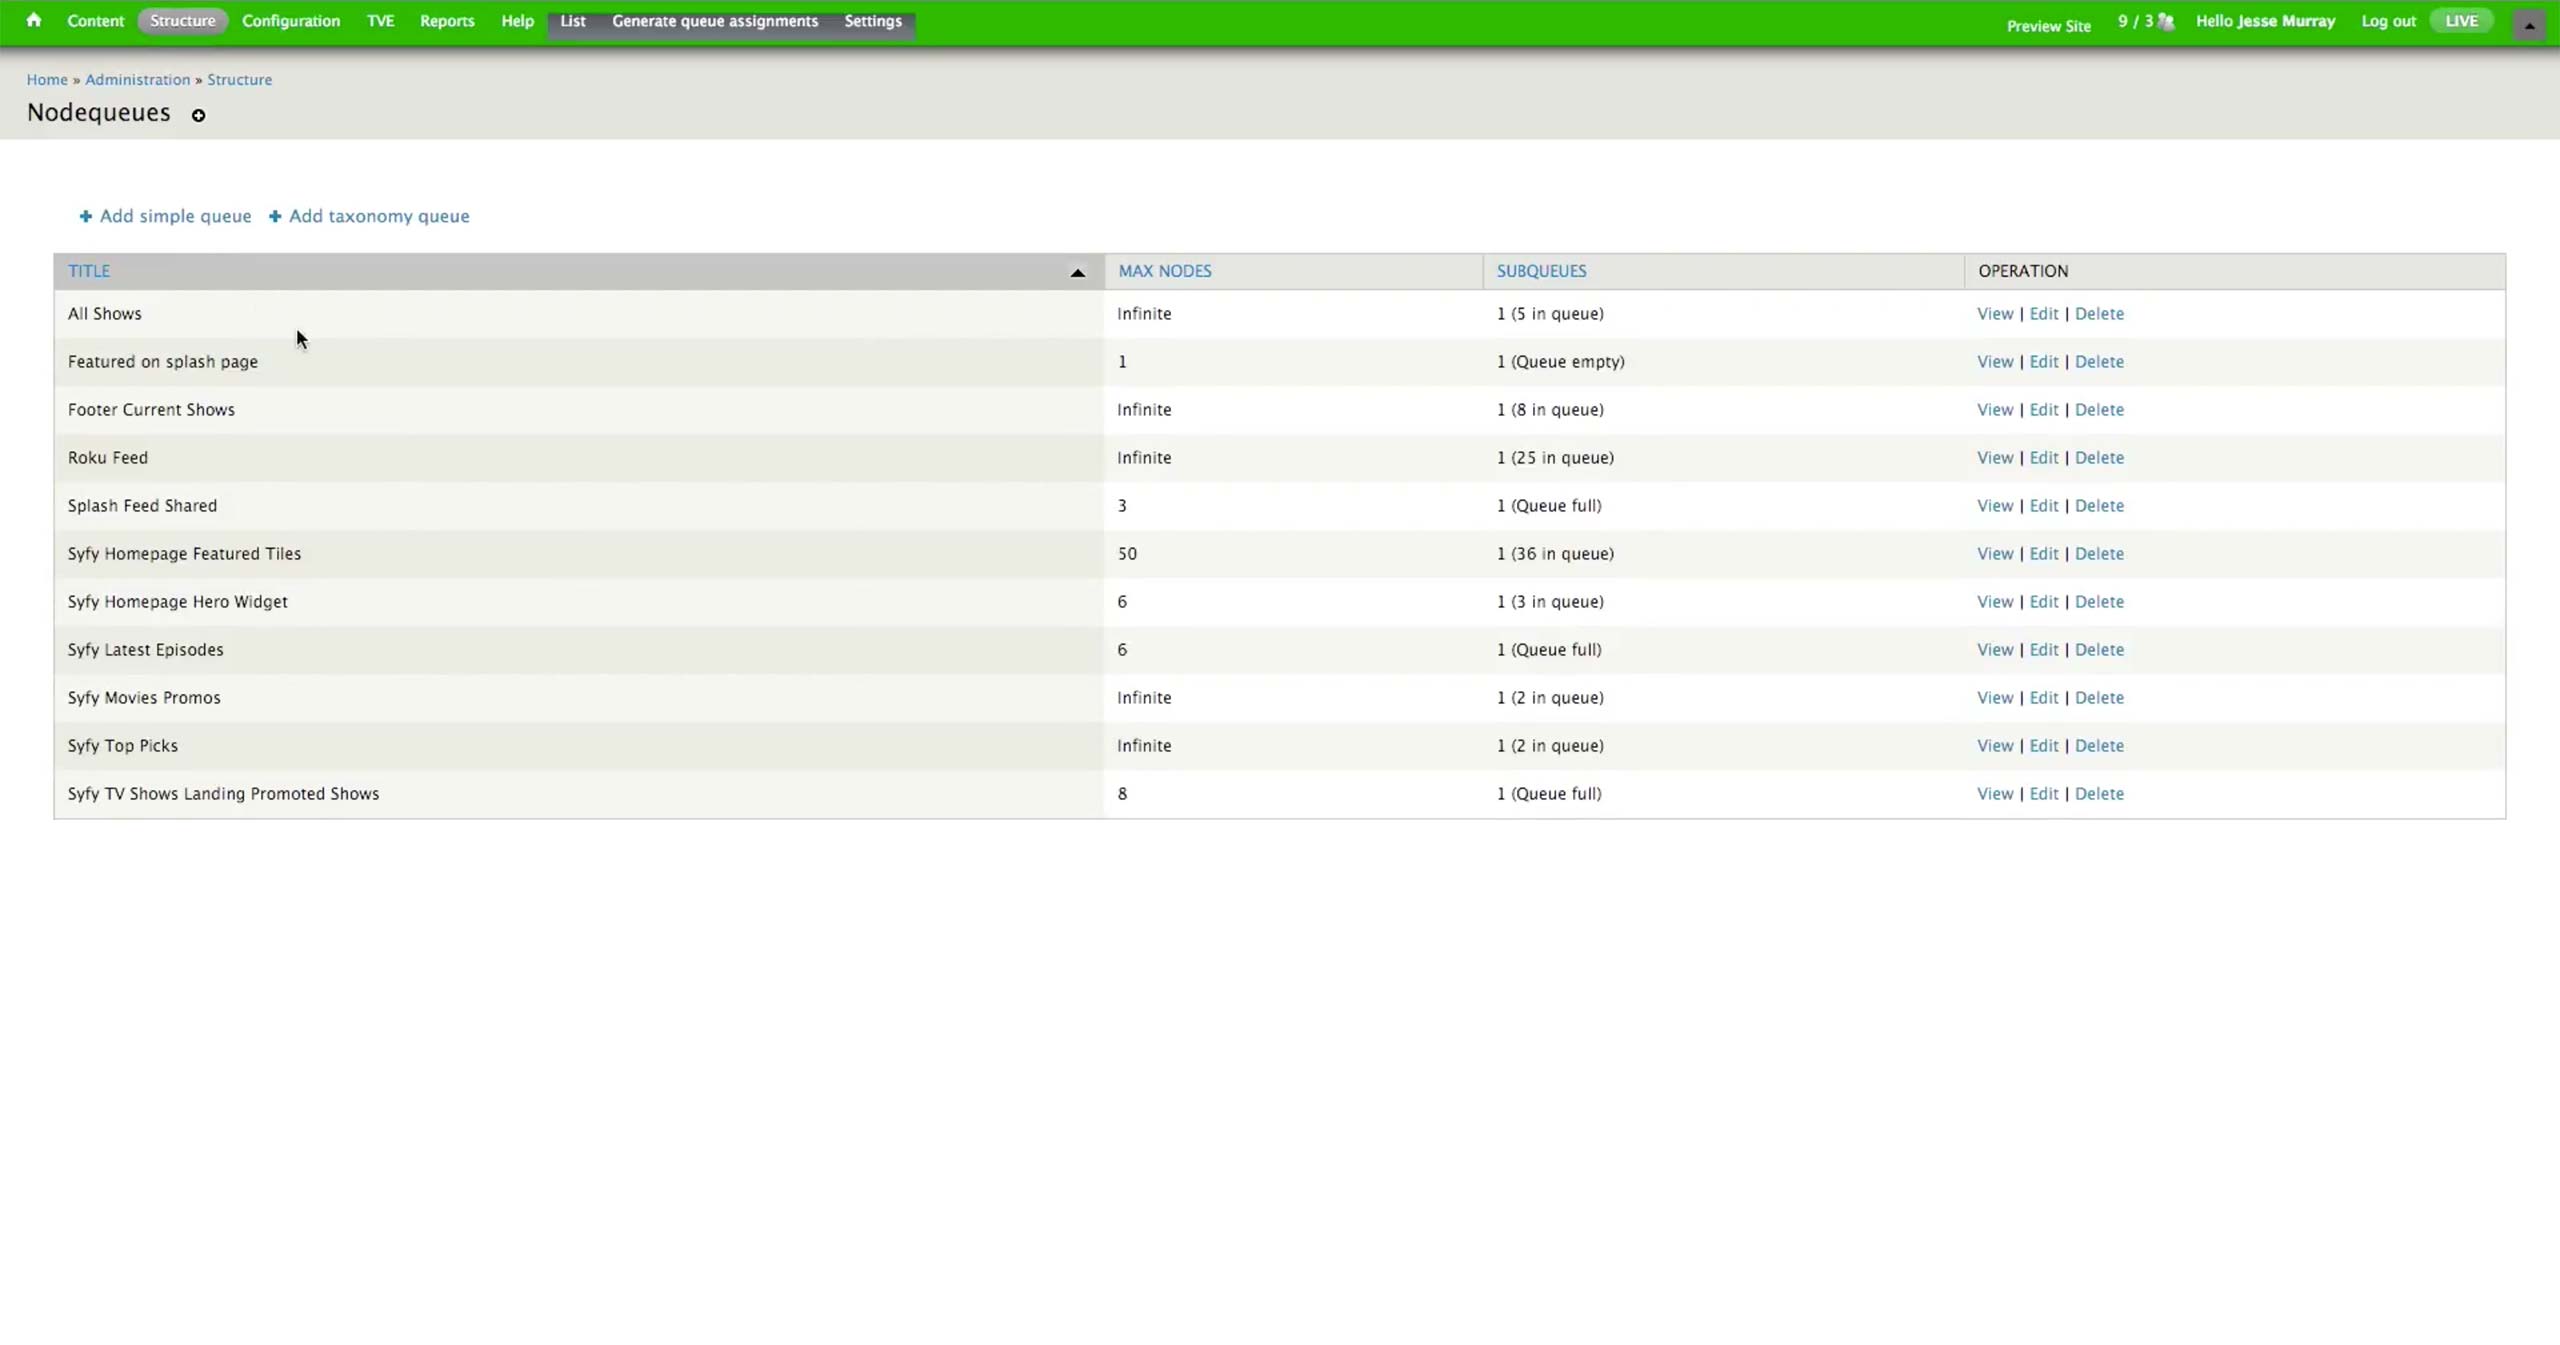 Content Structure Configuration TVE Reports Help List Generate queue assignments Settings Preview Site 9 / 3 Hello Jesse Murray Log out LIVE
Home » Administration » Structure
Nodequeues
Add simple queue Add taxonomy queue
TITLE MAX NODES SUBQUEUES OPERATION
All Shows Infinite 1 (5 in queue) View | Edit | Delete
Featured on splash page 1 1 (Queue empty) View | Edit | Delete
Footer Current Shows Infinite 1 (8 in queue) View | Edit | Delete
Roku Feed Infinite 1 (25 in queue) View | Edit | Delete
Splash Feed Shared 3 1 (Queue full) View | Edit | Delete
Syfy Homepage Featured Tiles 50 1 (36 in queue) View | Edit | Delete
Syfy Homepage Hero Widget 6 1 (3 in queue) View | Edit | Delete
Syfy Latest Episodes 6 1 (Queue full) View | Edit | Delete
Syfy Movies Promos Infinite 1 (2 in queue) View | Edit | Delete
Syfy Top Picks Infinite 1 (2 in queue) View | Edit | Delete
Syfy TV Shows Landing Promoted Shows 8 1 (Queue full) View | Edit | Delete